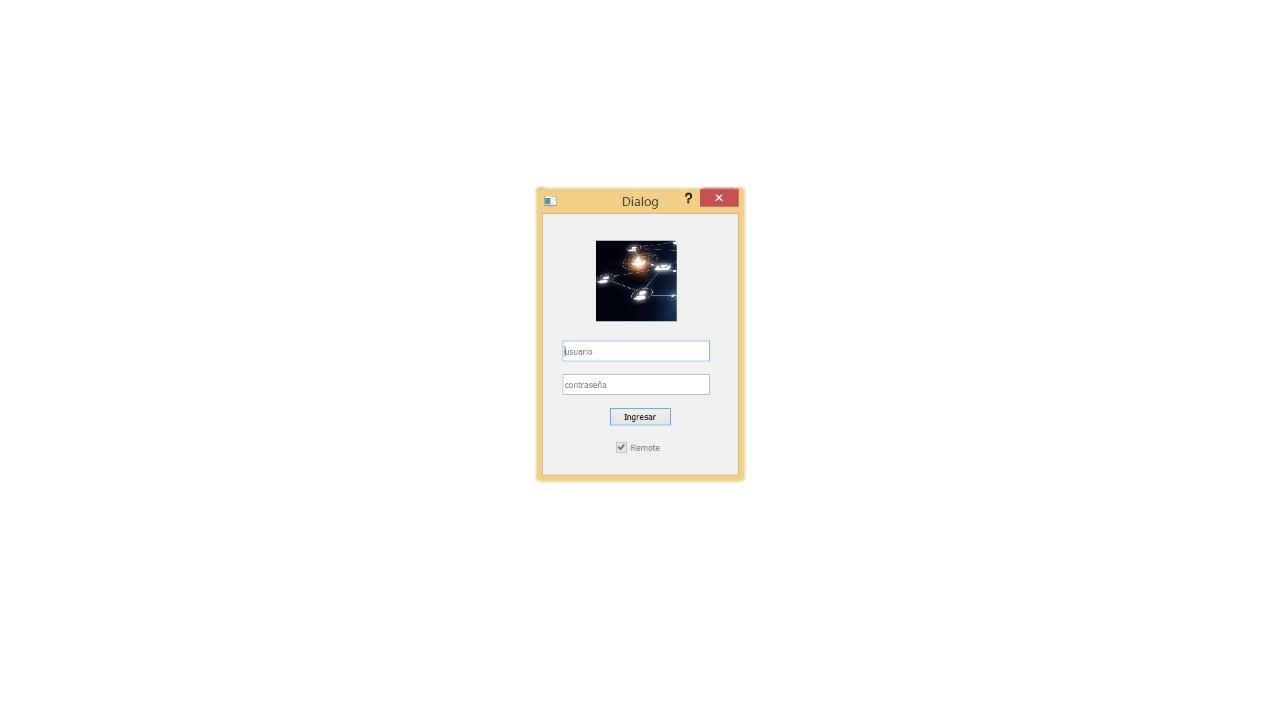 Dialog
usuario
contraseña
Ingresar
Remote